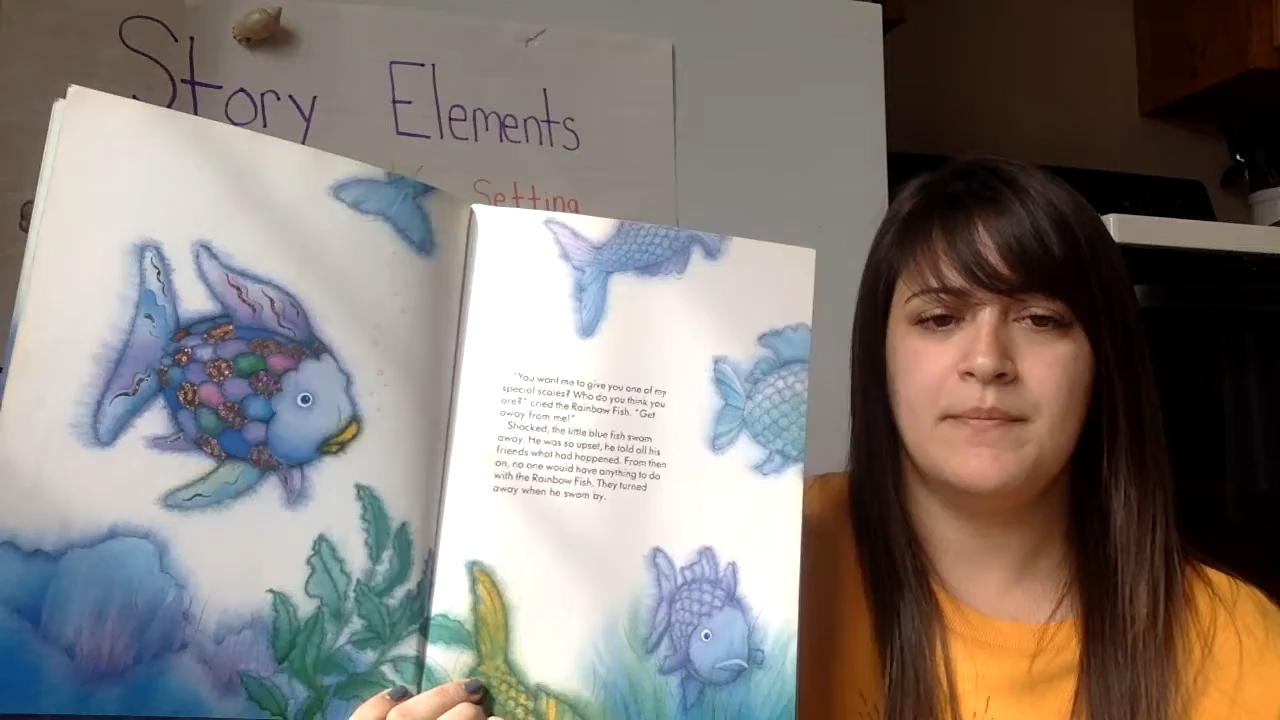 Story Elements
Setting
"You want me to give you one of my
special scales? Who do you think you
are?" cried the Rainbow Fish. "Get
away from me!"
Shocked, the little blue fish swam
away. He was so upset, he told all his
friends what had happened. From then
on, no one would have anything to do
with the Rainbow Fish. They turned
away when he swam by.